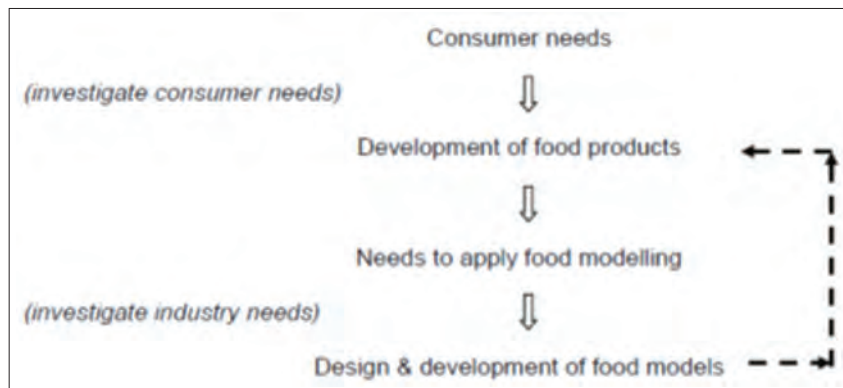 Consumer needs
(investigate consumer needs)
Development of food products
Needs to apply food modelling
(investigate industry needs)
Design & development of food models